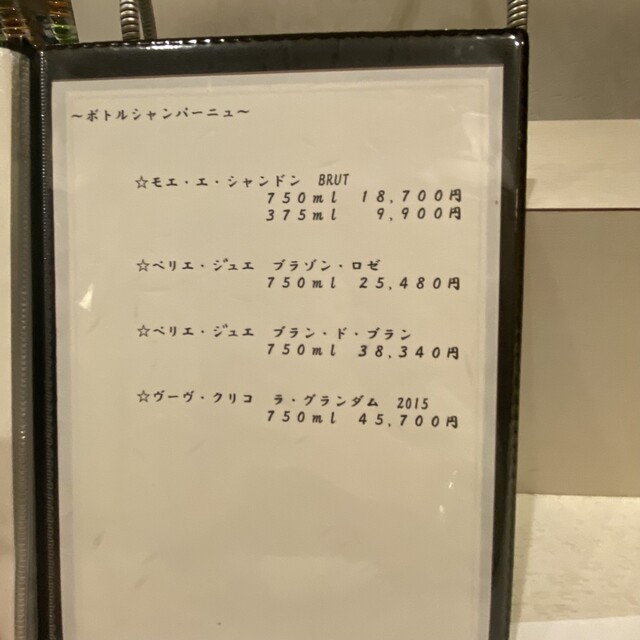 ～ボトルシャンパーニュ～
☆モエ・エ・シャンドン　BRUT
７５０ｍｌ　１８,７００円
３７５ｍｌ　９,９００円
☆ペリエ・ジュエ　ブラゾン・ロゼ
７５０ｍｌ　２５,４８０円
☆ペリエ・ジュエ　ブラン・ド・ブラン
７５０ｍｌ　３８,３４０円
☆ヴーヴ・クリコ　ラ・グランダム　2015
７５０ｍｌ　４５,７００円